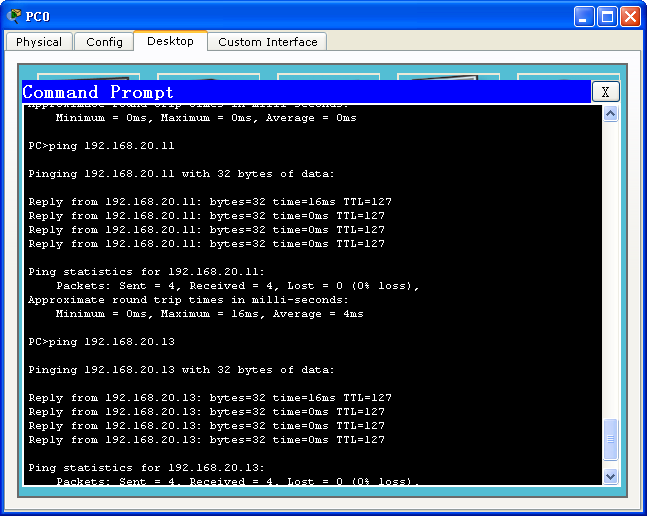 PC0
Physical Config Desktop Custom Interface
Command Prompt X
Approximate round trip times in milli-seconds:
Minimum = 0ms, Maximum = 0ms, Average = 0ms
PC>ping 192.168.20.11
Pinging 192.168.20.11 with 32 bytes of data:
Reply from 192.168.20.11: bytes=32 time=16ms TTL=127
Reply from 192.168.20.11: bytes=32 time=0ms TTL=127
Reply from 192.168.20.11: bytes=32 time=0ms TTL=127
Reply from 192.168.20.11: bytes=32 time=0ms TTL=127
Ping statistics for 192.168.20.11:
Packets: Sent = 4, Received = 4, Lost = 0 (0% loss),
Approximate round trip times in milli-seconds:
Minimum = 0ms, Maximum = 16ms, Average = 4ms
PC>ping 192.168.20.13
Pinging 192.168.20.13 with 32 bytes of data:
Reply from 192.168.20.13: bytes=32 time=16ms TTL=127
Reply from 192.168.20.13: bytes=32 time=0ms TTL=127
Reply from 192.168.20.13: bytes=32 time=0ms TTL=127
Reply from 192.168.20.13: bytes=32 time=0ms TTL=127
Ping statistics for 192.168.20.13:
Packets: Sent = 4, Received = 4, Lost = 0 (0% loss),